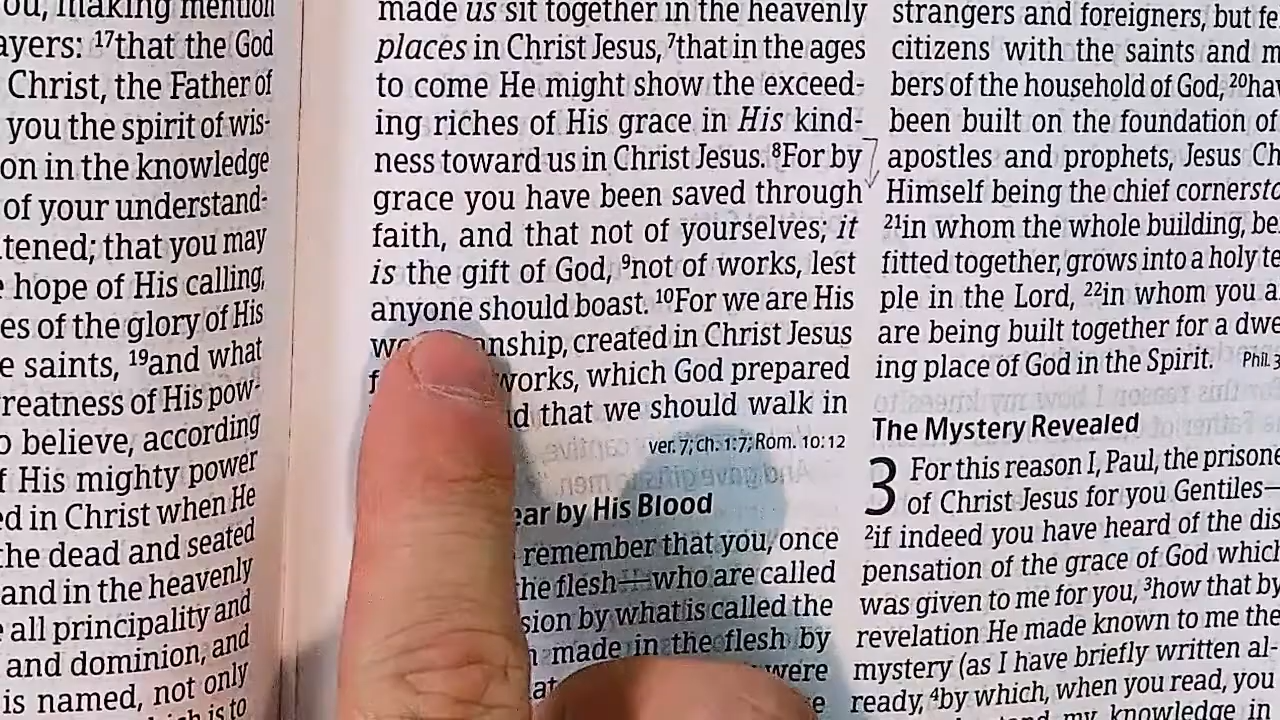 ou, making mention
ayers: 17that the God
Christ, the Father of
you the spirit of wis-
on in the knowledge
of your understand-
tened; that you may
hope of His calling,
es of the glory of His
e saints, 19and what
reatness of His pow-
o believe, according
f His mighty power
ed in Christ when He
the dead and seated
and in the heavenly
all principality and
and dominion, and
is named, not only
is to
made us sit together in the heavenly
places in Christ Jesus, 7that in the ages
to come He might show the exceed-
ing riches of His grace in His kind-
ness toward us in Christ Jesus. 8For by
grace you have been saved through
faith, and that not of yourselves; it
is the gift of God, 9not of works, lest
anyone should boast. 10For we are His
nship, created in Christ Jesus
works, which God prepared
d that we should walk in
ver. 7; ch. 1:7; Rom. 10:12
ear by His Blood
remember that you, once
he flesh—who are called
sion by what is called the
made in the flesh by
at were
strangers and foreigners, but fe
citizens with the saints and m
bers of the household of God, 20hav
been built on the foundation of
apostles and prophets, Jesus Ch
Himself being the chief cornersto
21in whom the whole building, be
fitted together, grows into a holy te
ple in the Lord, 22in whom you a
are being built together for a dwe
ing place of God in the Spirit. Phil. 3
The Mystery Revealed
3 For this reason I, Paul, the prisone
of Christ Jesus for you Gentiles—
2if indeed you have heard of the dis
pensation of the grace of God which
was given to me for you, 3how that by
revelation He made known to me the
mystery (as I have briefly written al-
ready, 4by which, when you read, you
my knowledge in